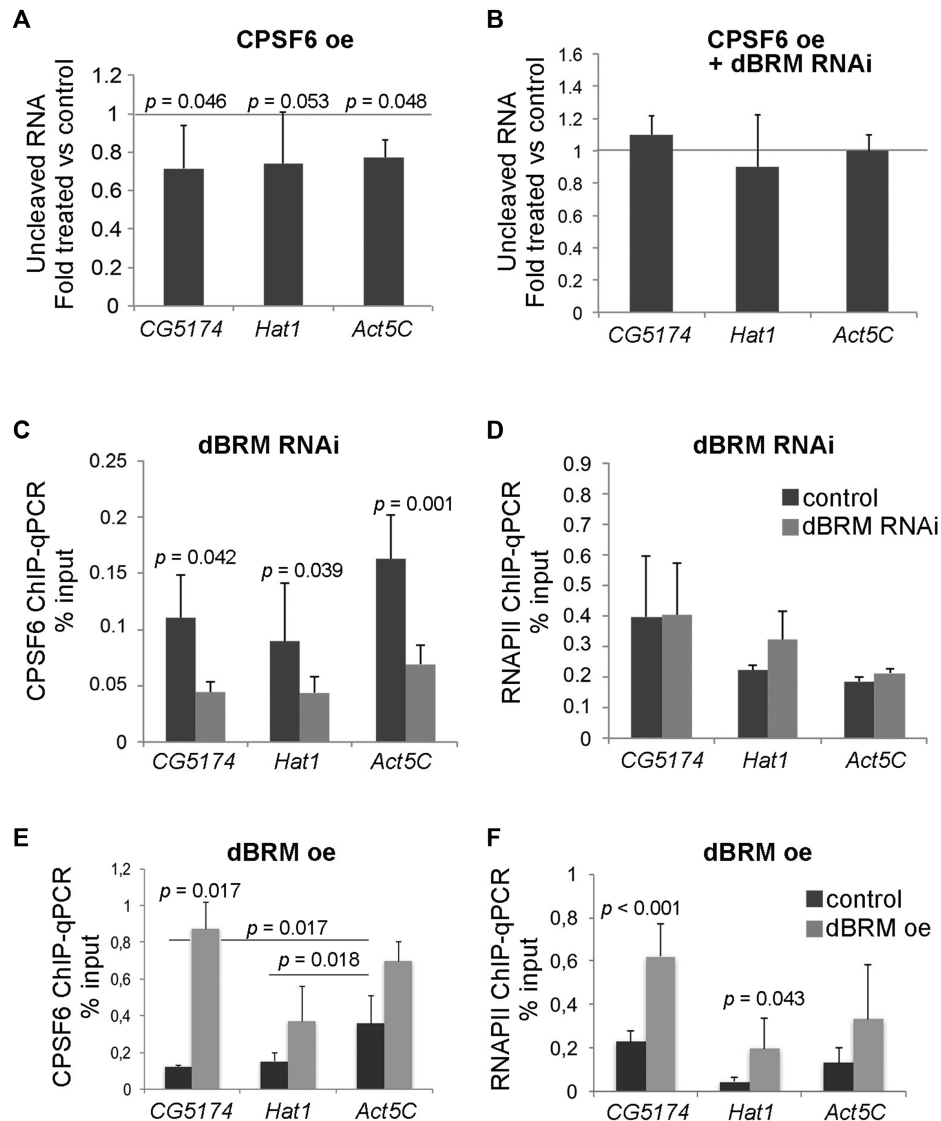 A
CPSF6 oe
Uncleaved RNA
Fold treated vs control
1.2
1
0.8
0.6
0.4
0.2
0
p = 0.046
p = 0.053
p = 0.048
CG5174
Hat1
Act5C
B
CPSF6 oe
+ dBRM RNAi
Uncleaved RNA
Fold treated vs control
1.6
1.4
1.2
1
0.8
0.6
0.4
0.2
0
CG5174
Hat1
Act5C
C
dBRM RNAi
CPSF6 ChIP-qPCR
% input
0.25
0.2
0.15
0.1
0.05
0
p = 0.042
p = 0.039
p = 0.001
CG5174
Hat1
Act5C
D
dBRM RNAi
RNAPII ChIP-qPCR
% input
0.9
0.8
0.7
0.6
0.5
0.4
0.3
0.2
0.1
0
control
dBRM RNAi
CG5174
Hat1
Act5C
E
dBRM oe
CPSF6 ChIP-qPCR
% input
1,2
1
0,8
0,6
0,4
0,2
0
p = 0.017
p = 0.017
p = 0.018
CG5174
Hat1
Act5C
F
dBRM oe
RNAPII ChIP-qPCR
% input
1
0,8
0,6
0,4
0,2
0
p < 0.001
p = 0.043
control
dBRM oe
CG5174
Hat1
Act5C